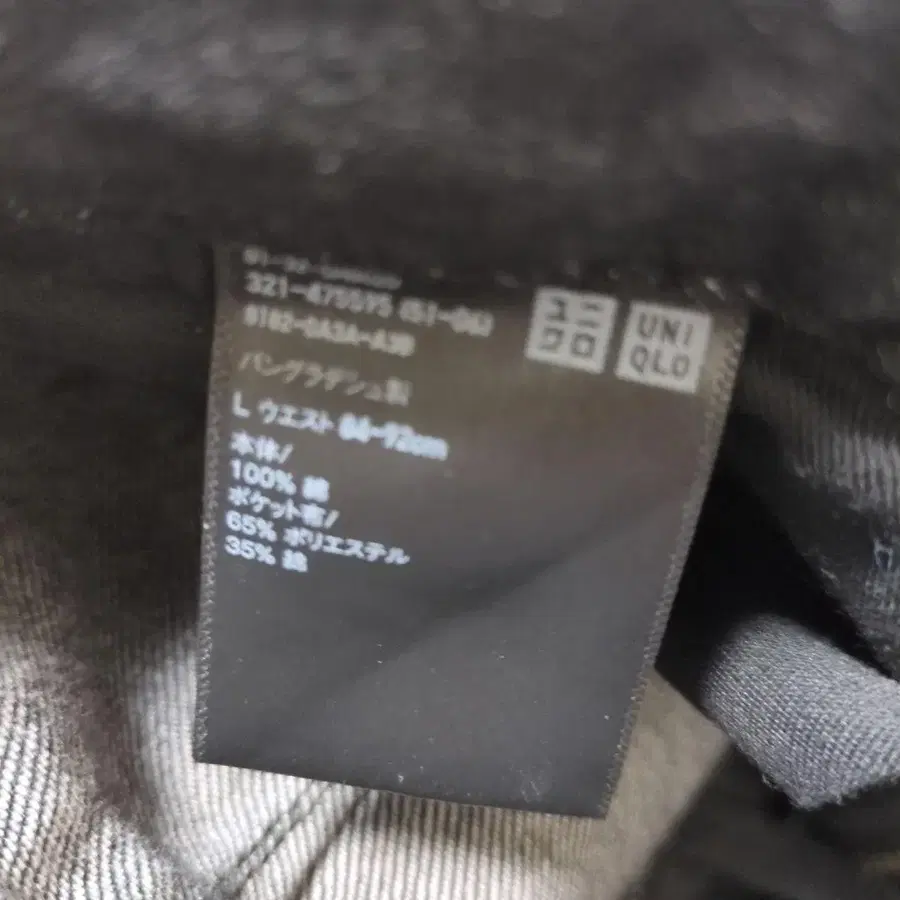 ユニ
クロ
UNI
QLO
バングラデシュ製
L ウエスト 84-92cm
本体/
100% 綿
ポケット布/
65% ポリエステル
35% 綿